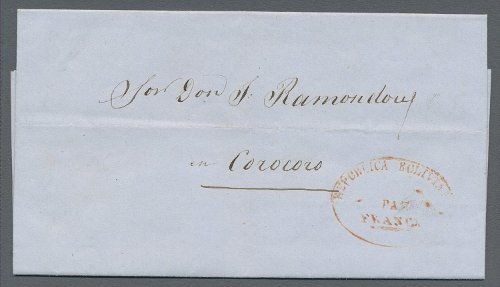 Sor Don J. Ramondou
en Corocoro
REPUBLICA BOLIVIANA
PAZ
FRANCA